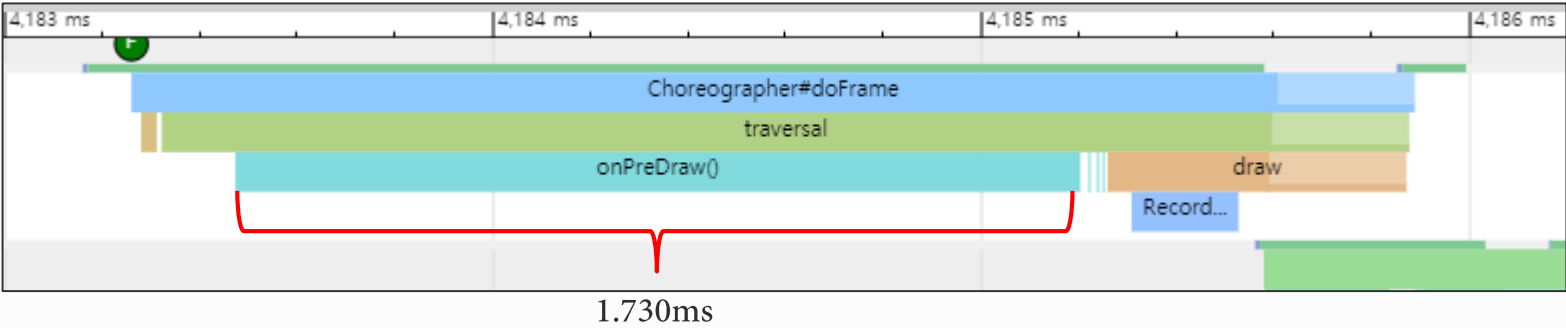 4,183 ms 4,184 ms 4,185 ms 4,186 ms
F
Choreographer#doFrame
traversal
onPreDraw() draw
Record...
1.730ms